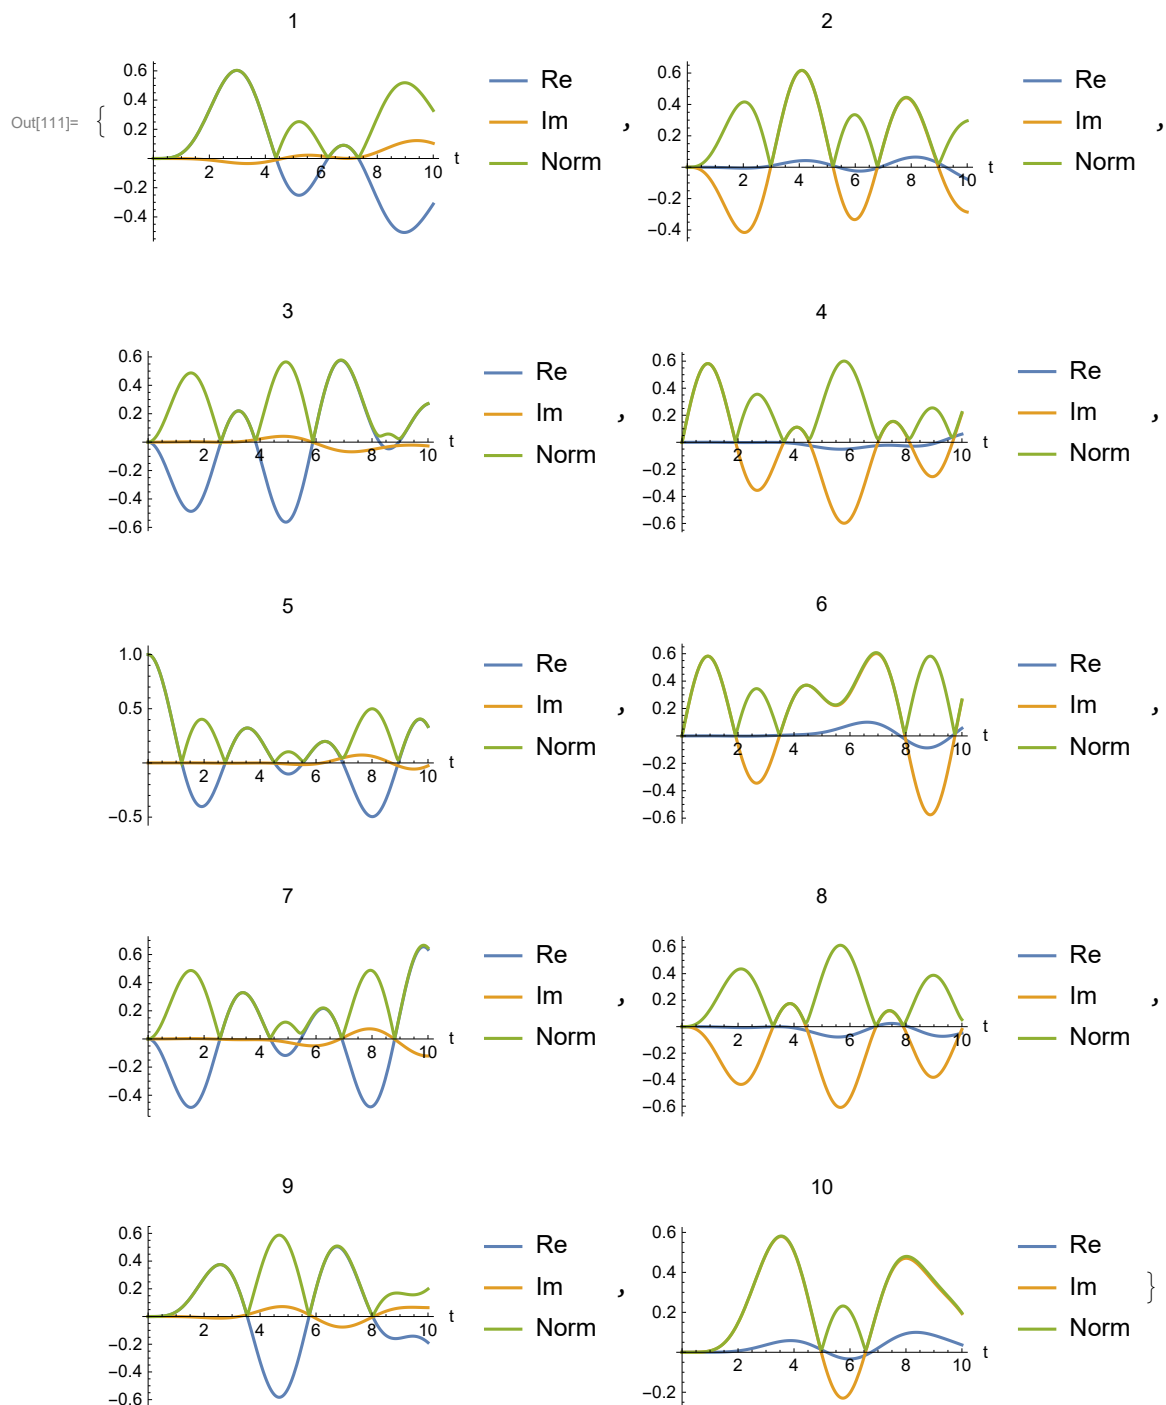 1 2
0.6 0.6
Re Re
0.4 0.4
Out[111]= { Im , Im ,
0.2 0.2
Norm Norm
t t
2 4 6 8 10 2 4 6 8 10
−0.2 −0.2
−0.4 −0.4
3 4
0.6 0.6
Re Re
0.4 0.4
Im , Im ,
0.2 0.2
Norm Norm
t t
2 4 6 8 10 2 4 6 8 10
−0.2 −0.2
−0.4 −0.4
−0.6 −0.6
5 6
1.0 0.6
Re Re
0.4
0.5 Im , Im ,
0.2
Norm Norm
t t
2 4 6 8 10 2 4 6 8 10
−0.2
−0.4
−0.5 −0.6
7 8
0.6 0.6
Re Re
0.4 0.4
Im , Im ,
0.2 0.2
Norm Norm
t t
2 4 6 8 10 2 4 6 8 10
−0.2 −0.2
−0.4 −0.4
−0.6
9 10
0.6 0.6
Re Re
0.4 0.4
Im , Im }
0.2 0.2
Norm Norm
t t
2 4 6 8 10 2 4 6 8 10
−0.2 −0.2
−0.4
−0.6